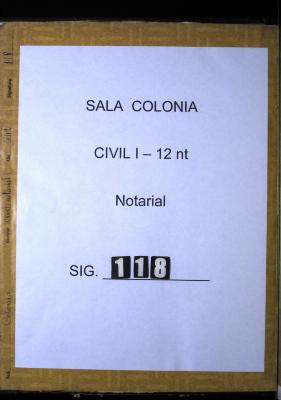 SALA COLONIA
CIVIL I – 12 nt
Notarial
SIG. 118